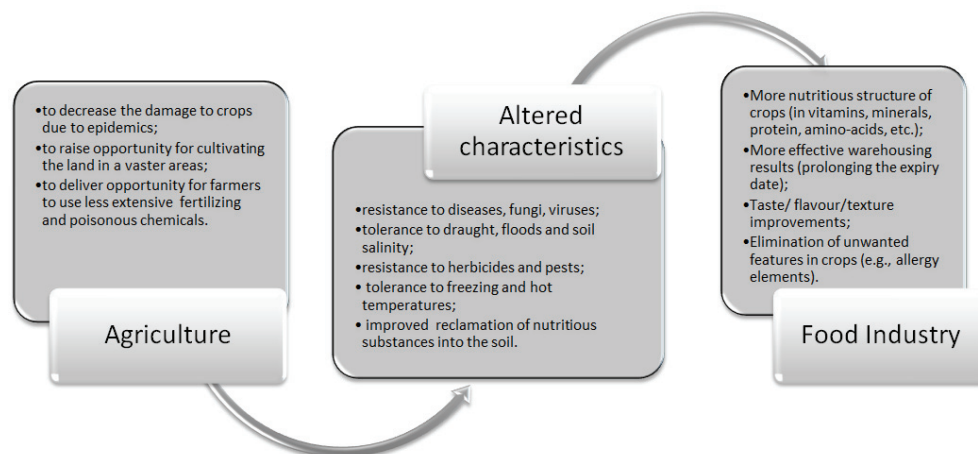 •to decrease the damage to crops
due to epidemics;
•to raise opportunity for cultivating
the land in a vaster areas;
•to deliver opportunity for farmers
to use less extensive fertilizing
and poisonous chemicals.
Agriculture
Altered
characteristics
•resistance to diseases, fungi, viruses;
•tolerance to draught, floods and soil
salinity;
•resistance to herbicides and pests;
• tolerance to freezing and hot
temperatures;
• improved reclamation of nutritious
substances into the soil.
•More nutritious structure of
crops (in vitamins, minerals,
protein, amino-acids, etc.);
•More effective warehousing
results (prolonging the expiry
date);
•Taste/ flavour/texture
improvements;
•Elimination of unwanted
features in crops (e.g., allergy
elements).
Food Industry